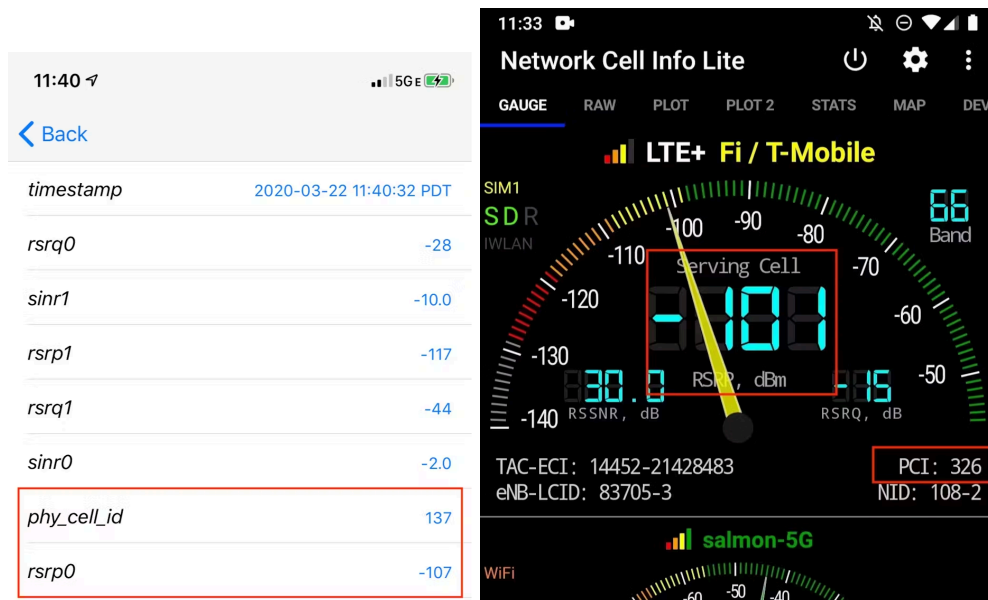 11:40
5G E
Back
timestamp 2020-03-22 11:40:32 PDT
rsrq0 -28
sinr1 -10.0
rsrp1 -117
rsrq1 -44
sinr0 -2.0
phy_cell_id 137
rsrp0 -107
11:33
Network Cell Info Lite
GAUGE RAW PLOT PLOT 2 STATS MAP DEV
LTE+ Fi / T-Mobile
SIM1
SDR
IWLAN
66
Band
-140 -130 -120 -110 -100 -90 -80 -70 -60 -50
Serving Cell
-101
RSRP, dBm
30.0
RSSNR, dB
-15
RSRQ, dB
TAC-ECI: 14452-21428483 PCI: 326
eNB-LCID: 83705-3 NID: 108-2
salmon-5G
WiFi
-60 -50 -40